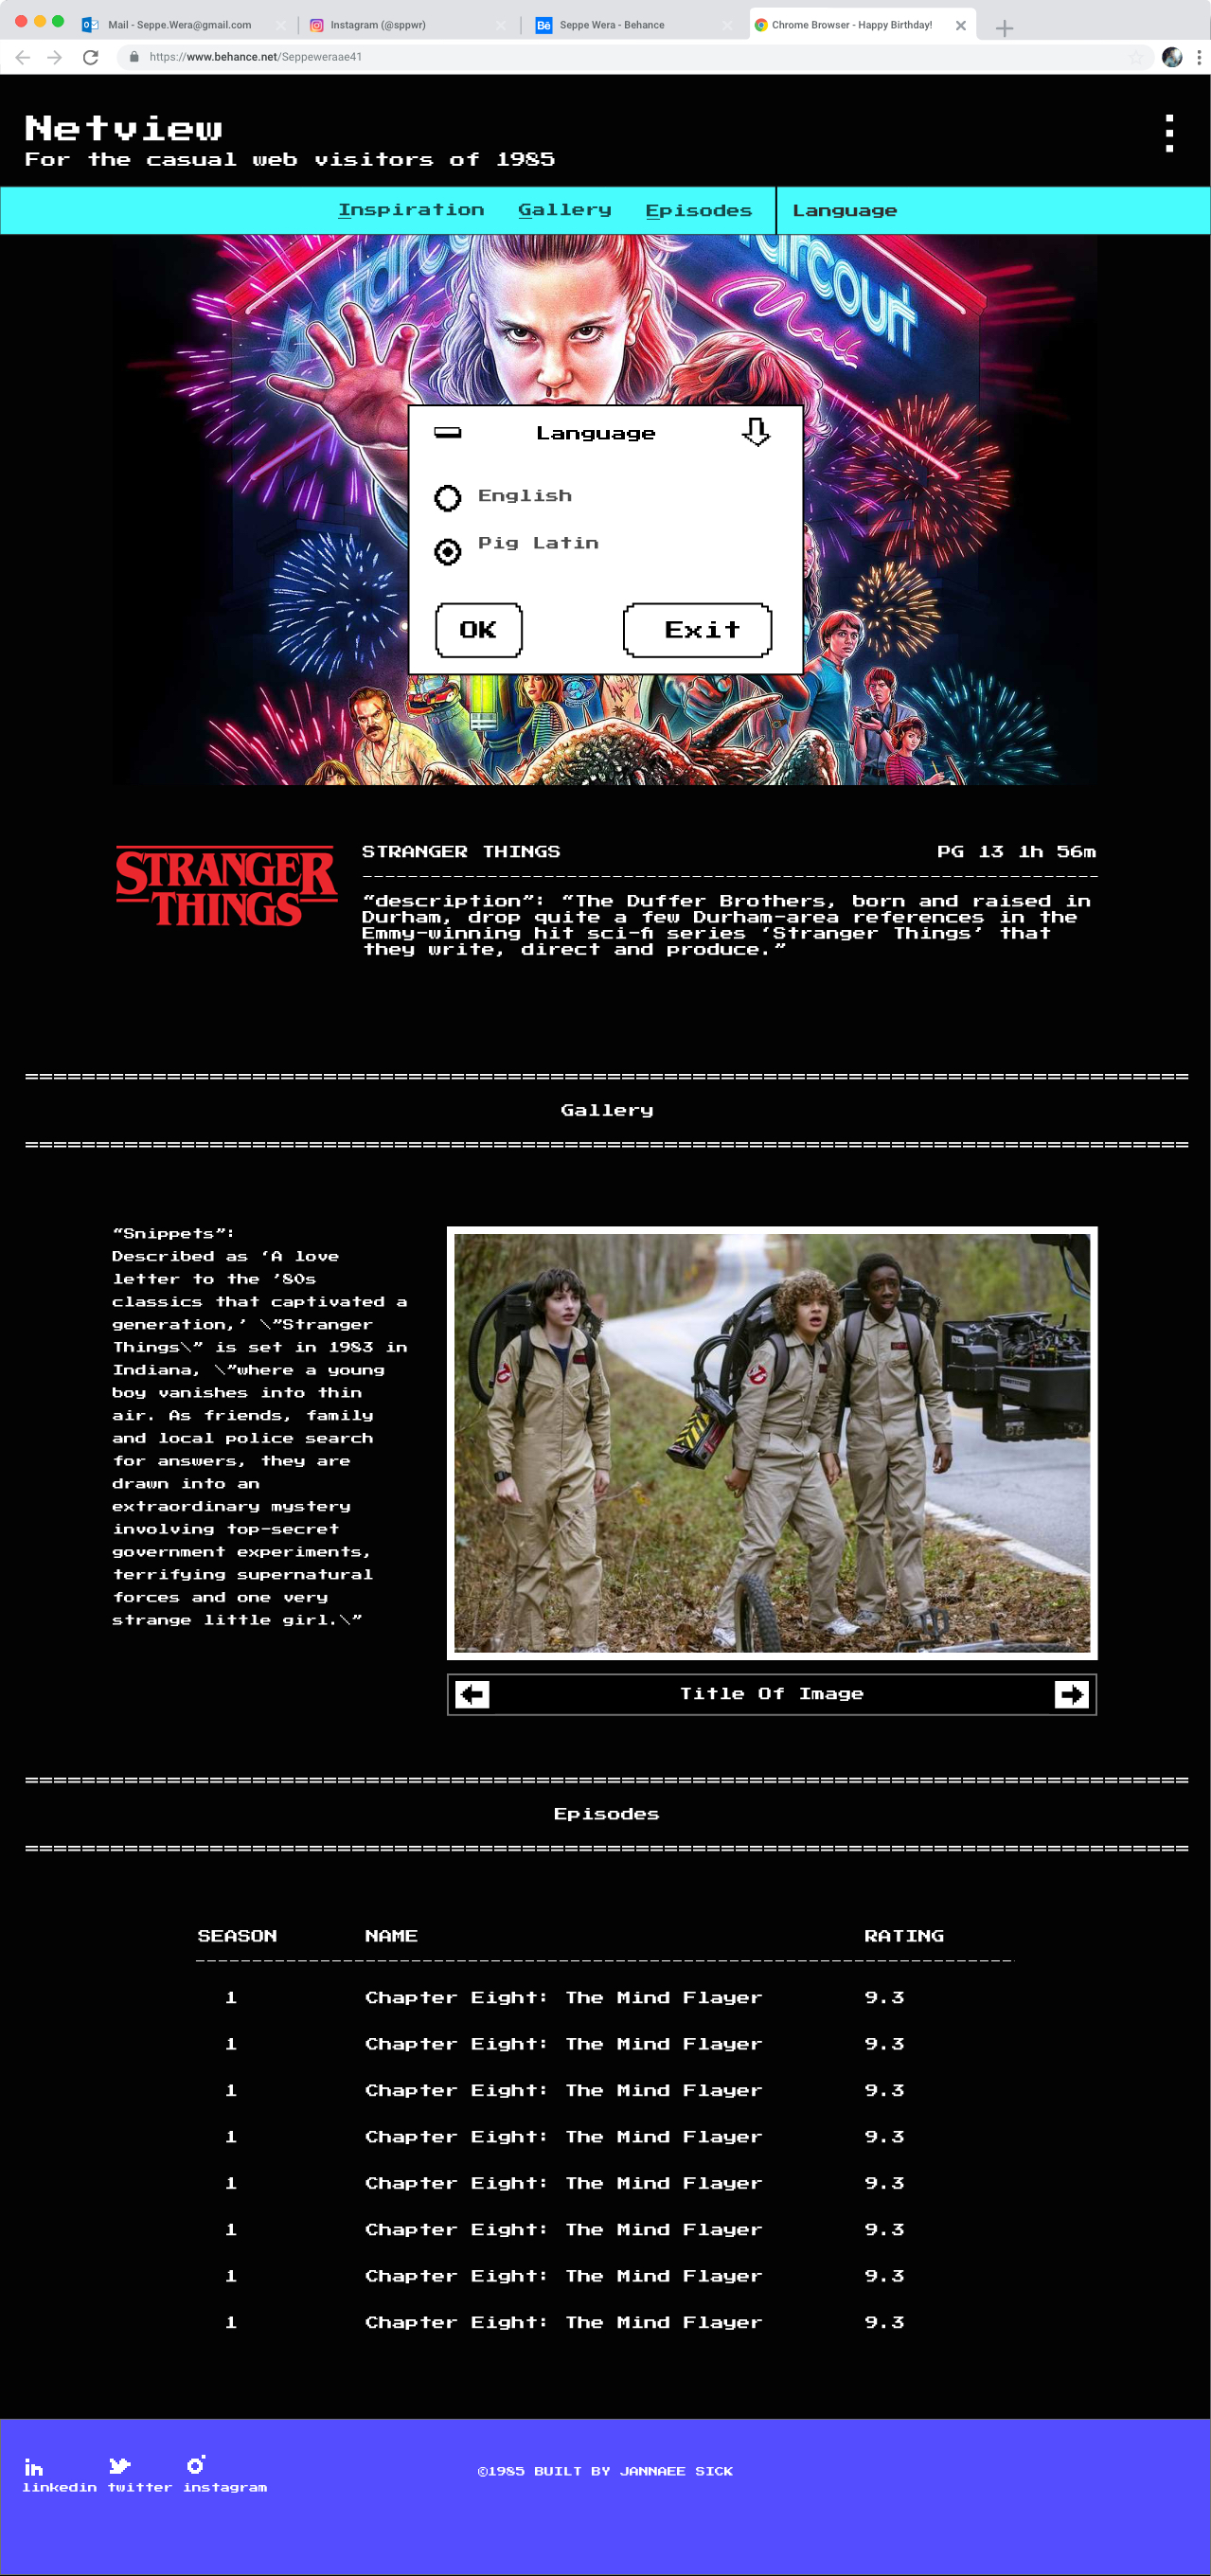 Mail - Seppe.Wera@gmail.com
Instagram (@sppwr)
Seppe Wera - Behance
Chrome Browser - Happy Birthday!
https://www.behance.net/Seppeweraae41
Netview
For the casual web visitors of 1985
Inspiration
Gallery
Episodes
Language
arcourt
Language
English
Pig Latin
OK
Exit
STRANGER THINGS
STRANGER THINGS
PG 13 1h 56m
“description”: “The Duffer Brothers, born and raised in
Durham, drop quite a few Durham-area references in the
Emmy-winning hit sci-fi series ‘Stranger Things’ that
they write, direct and produce.”
Gallery
“Snippets”:
Described as ‘A love
letter to the ’80s
classics that captivated a
generation,’ \”Stranger
Things\” is set in 1983 in
Indiana, \”where a young
boy vanishes into thin
air. As friends, family
and local police search
for answers, they are
drawn into an
extraordinary mystery
involving top-secret
government experiments,
terrifying supernatural
forces and one very
strange little girl.\”
Title Of Image
Episodes
SEASON NAME RATING
1 Chapter Eight: The Mind Flayer 9.3
1 Chapter Eight: The Mind Flayer 9.3
1 Chapter Eight: The Mind Flayer 9.3
1 Chapter Eight: The Mind Flayer 9.3
1 Chapter Eight: The Mind Flayer 9.3
1 Chapter Eight: The Mind Flayer 9.3
1 Chapter Eight: The Mind Flayer 9.3
1 Chapter Eight: The Mind Flayer 9.3
in
linkedin twitter instagram
©1985 BUILT BY JANNAEE SICK